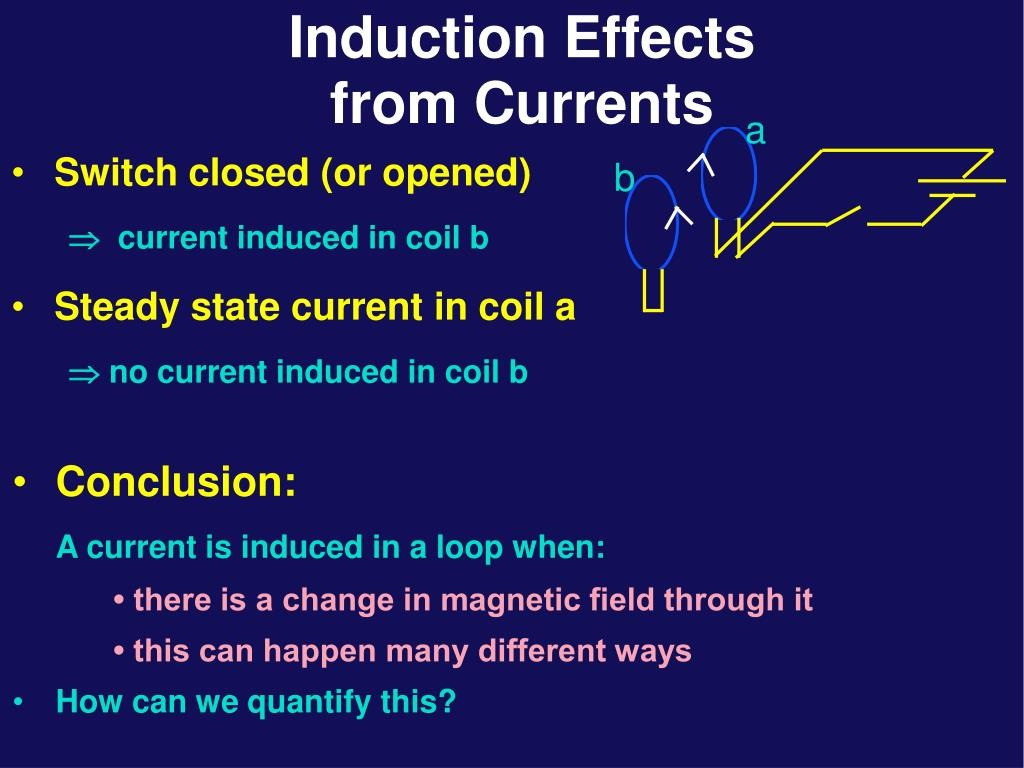 Induction Effects
from Currents
a
b
• Switch closed (or opened)
⇒ current induced in coil b
• Steady state current in coil a
⇒ no current induced in coil b
• Conclusion:
A current is induced in a loop when:
• there is a change in magnetic field through it
• this can happen many different ways
• How can we quantify this?